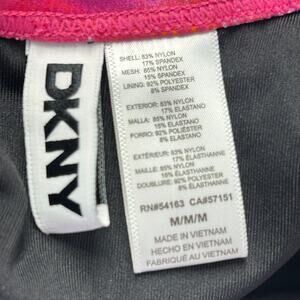 DKNY
SHELL: 83% NYLON
17% SPANDEX
MESH: 85% NYLON
15% SPANDEX
LINING: 92% POLYESTER
8% SPANDEX
EXTERIOR: 83% NYLON
17% ELASTANO
MALLA: 85% NYLON
15% ELASTANO
FORRO: 92% POLIÉSTER
8% ELASTANO
EXTÉRIEUR: 83% NYLON
17% ÉLASTHANNE
MAILLE: 85% NYLON
15% ÉLASTHANNE
DOUBLURE: 92% POLYESTER
8% ÉLASTHANNE
RN#54163 CA#57151
M/M/M
MADE IN VIETNAM
HECHO EN VIETNAM
FABRIQUÉ AU VIETNAM